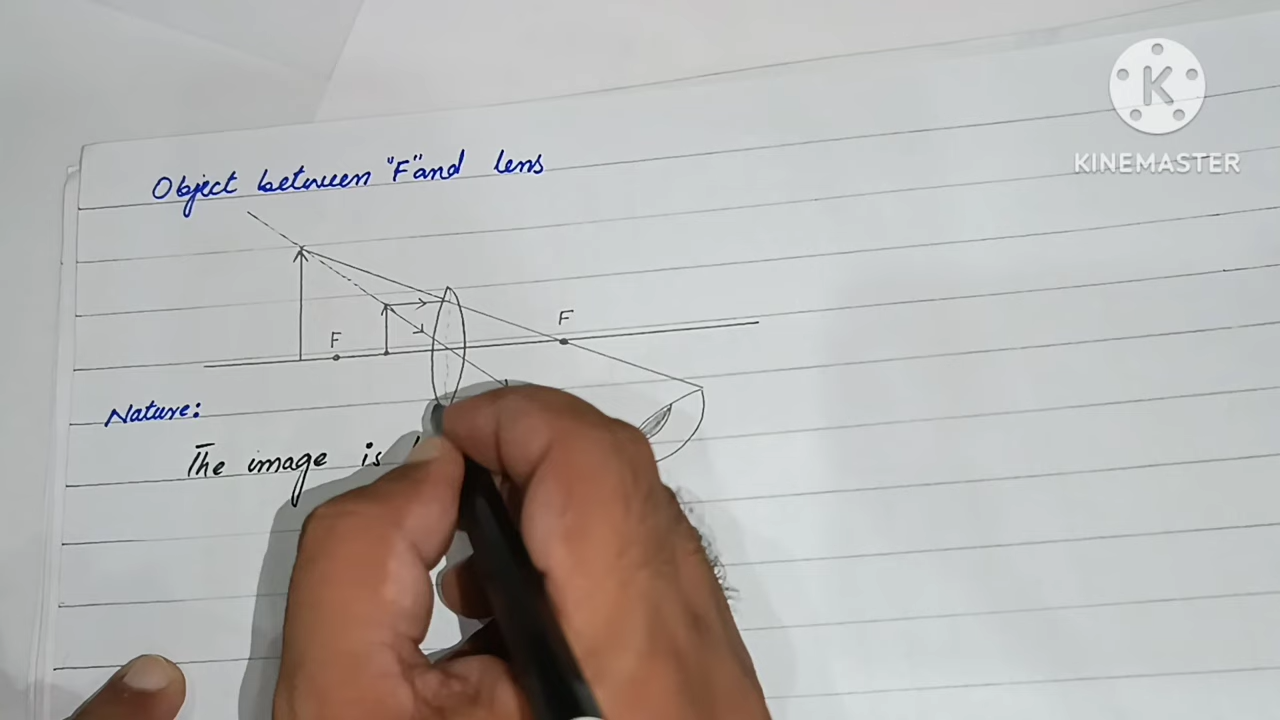 Object between "F" and lens
F
F
Nature:
The image is
K
KINEMASTER